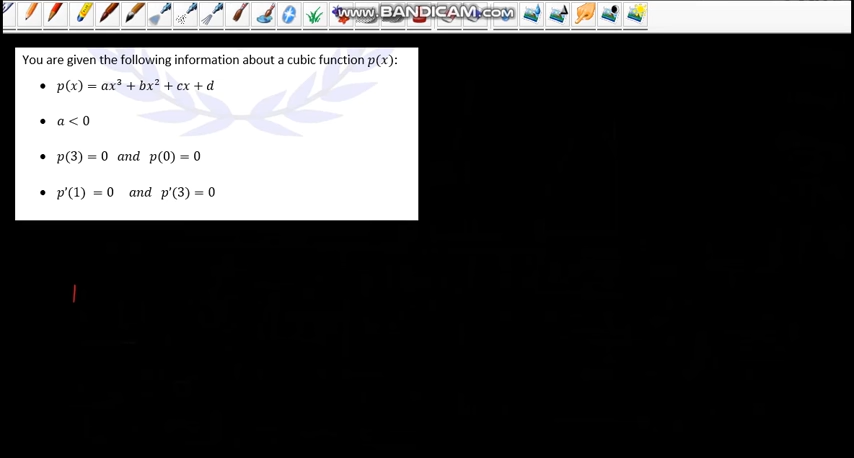 www.BANDICAM.com
You are given the following information about a cubic function p(x):
• p(x) = ax³ + bx² + cx + d
• a < 0
• p(3) = 0 and p(0) = 0
• p'(1) = 0 and p'(3) = 0